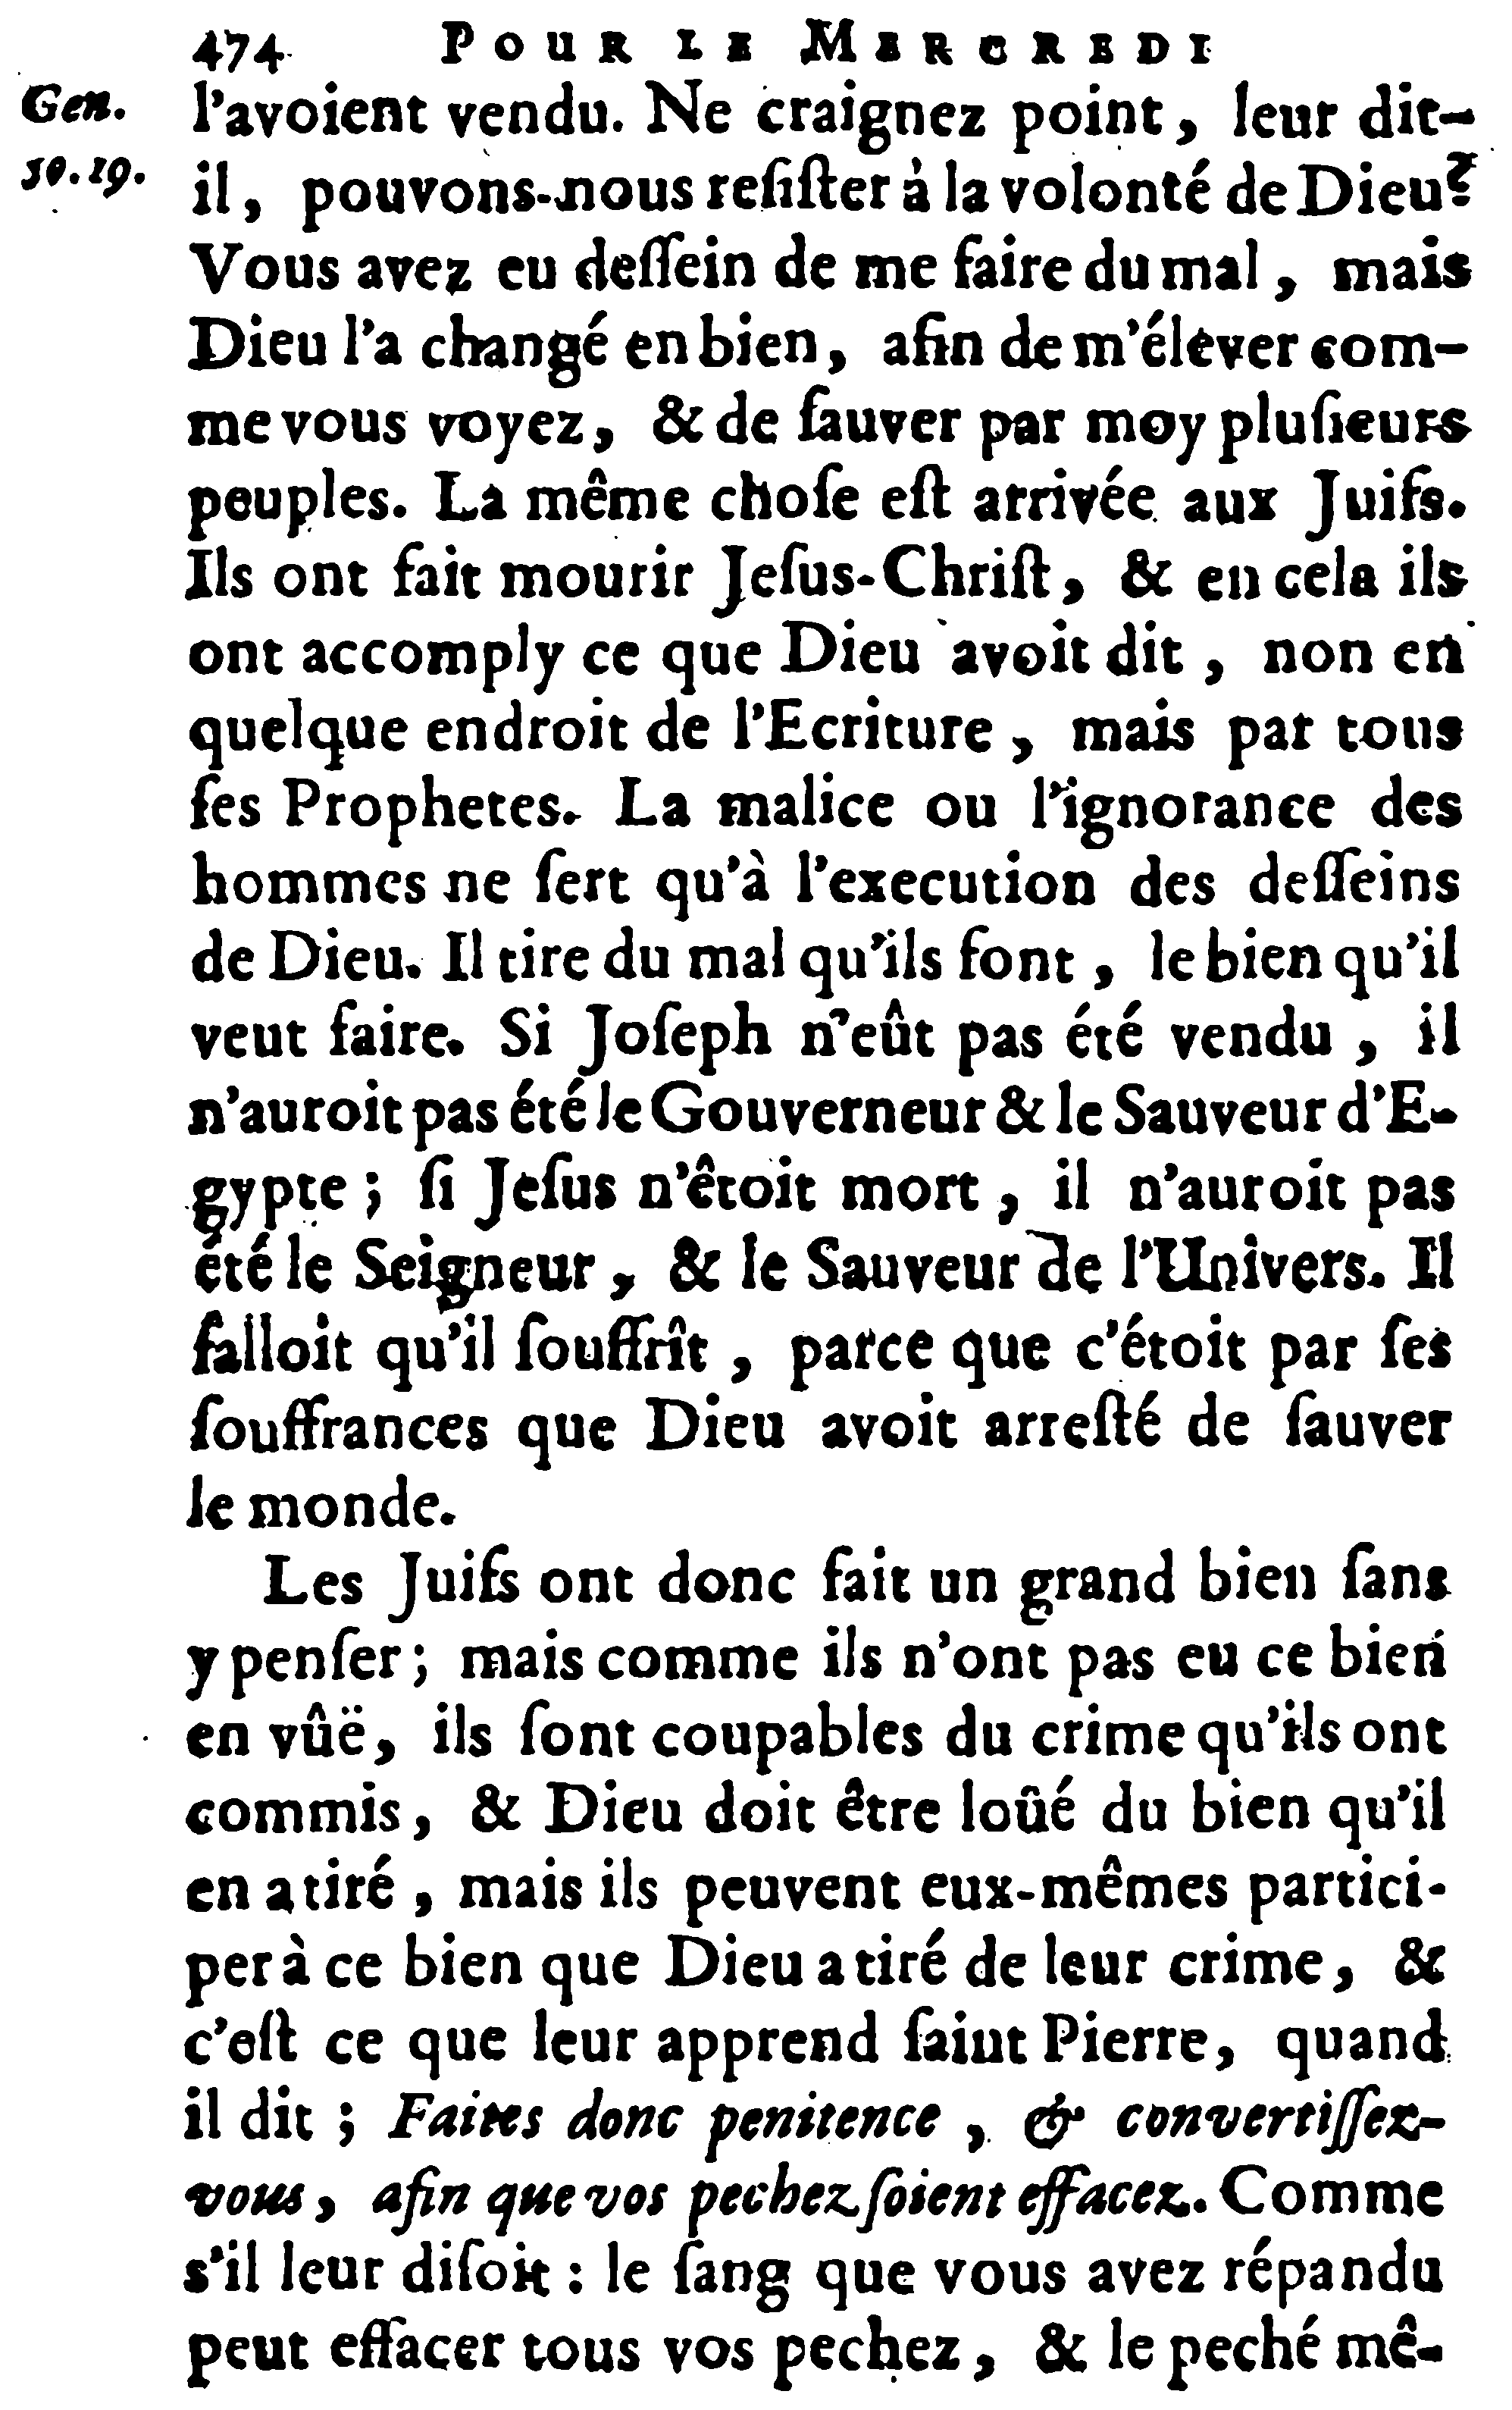 474 POUR LE MERCREDI
Gen.
50.19.
l'avoient vendu. Ne craignez point, leur dit-
il, pouvons-nous reſiſter à la volonté de Dieu?
Vous avez eu deſſein de me faire du mal, mais
Dieu l'a changé en bien, afin de m'élever com-
me vous voyez, & de ſauver par moy pluſieurs
peuples. La même choſe eſt arrivée aux Juifs.
Ils ont fait mourir Jeſus-Chriſt, & en cela ils
ont accomply ce que Dieu avoit dit, non en
quelque endroit de l'Ecriture, mais par tous
ſes Prophetes. La malice ou l'ignorance des
hommes ne ſert qu'à l'execution des deſſeins
de Dieu. Il tire du mal qu'ils font, le bien qu'il
veut faire. Si Joſeph n'eût pas été vendu, il
n'auroit pas été le Gouverneur & le Sauveur d'E-
gypte; ſi Jeſus n'êtoit mort, il n'auroit pas
été le Seigneur, & le Sauveur de l'Univers. Il
falloit qu'il ſouffrît, parce que c'étoit par ſes
ſouffrances que Dieu avoit arreſté de ſauver
le monde.
Les Juifs ont donc fait un grand bien ſans
y penſer; mais comme ils n'ont pas eu ce bien
en vûë, ils ſont coupables du crime qu'ils ont
commis, & Dieu doit être loûé du bien qu'il
en a tiré, mais ils peuvent eux-mêmes partici-
per à ce bien que Dieu a tiré de leur crime, &
c'eſt ce que leur apprend ſaint Pierre, quand
il dit; Faites donc penitence, & convertiſſez-
vous, afin que vos pechez ſoient effacez. Comme
s'il leur diſoit: le ſang que vous avez répandu
peut effacer tous vos pechez, & le peché mê-